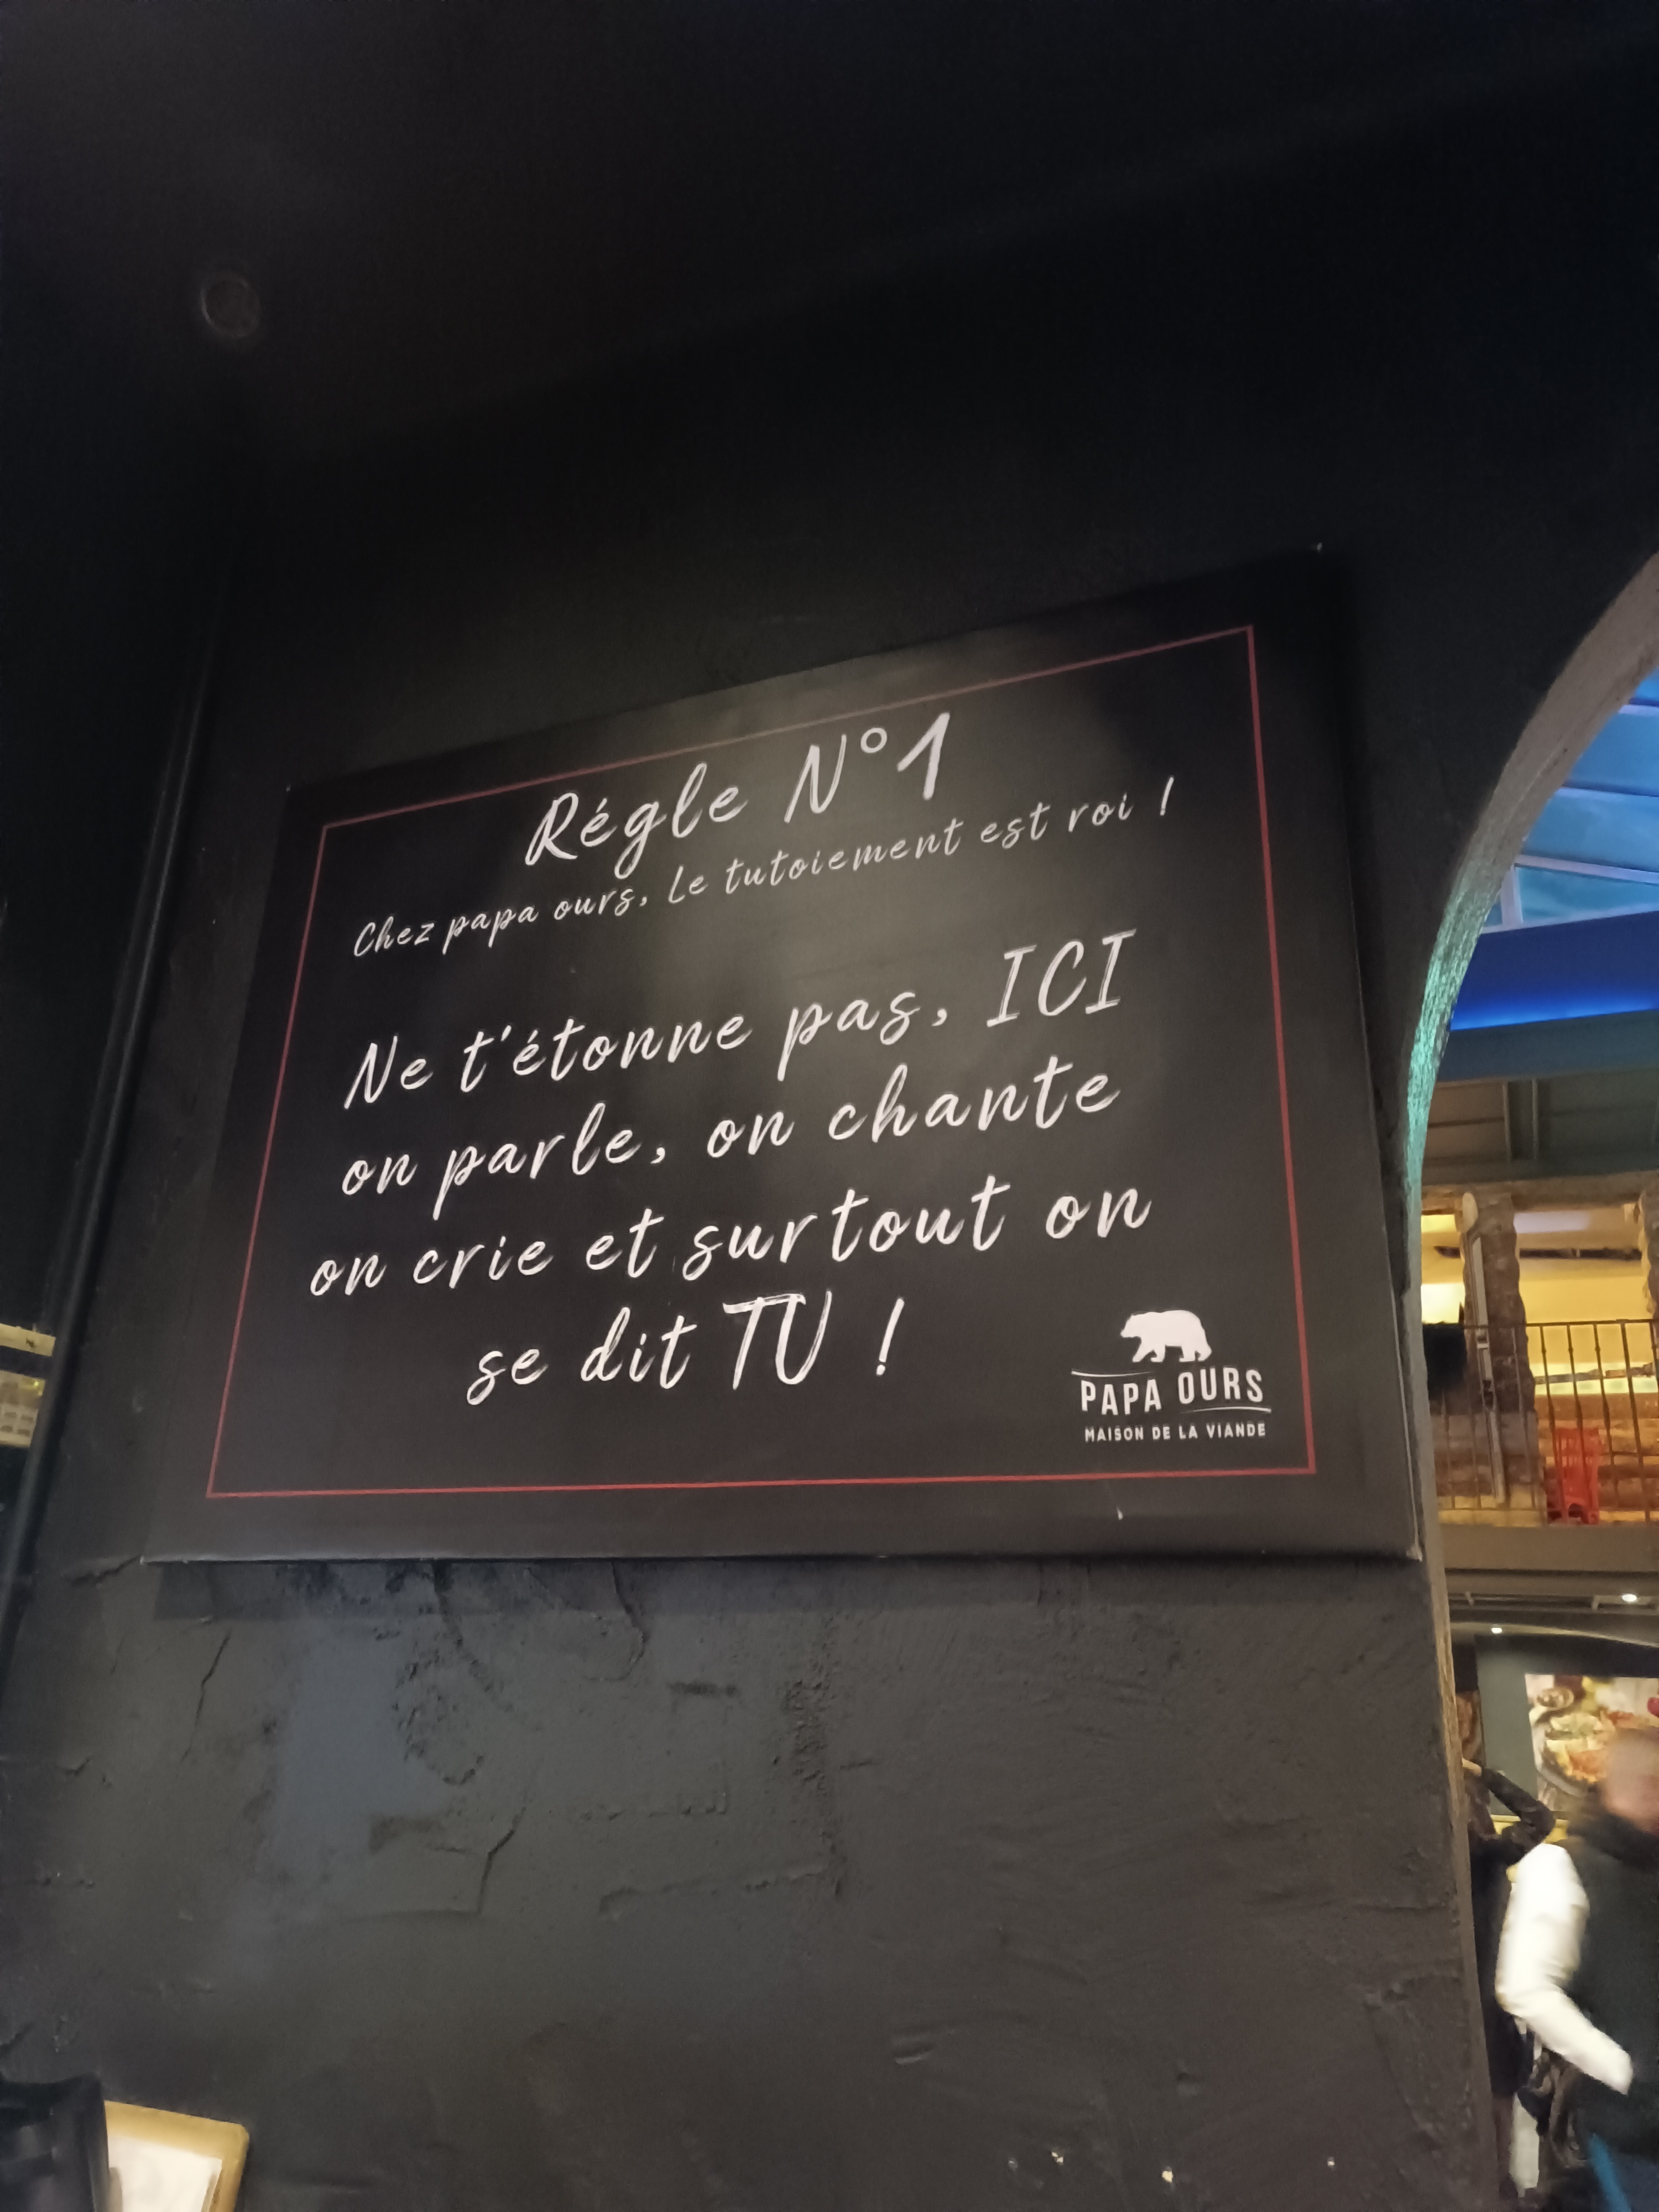 Régle N°1
Chez papa ours, Le tutoiement est roi !
Ne t'étonne pas, ICI
on parle, on chante
on crie et surtout on
se dit TU !
PAPA OURS
MAISON DE LA VIANDE